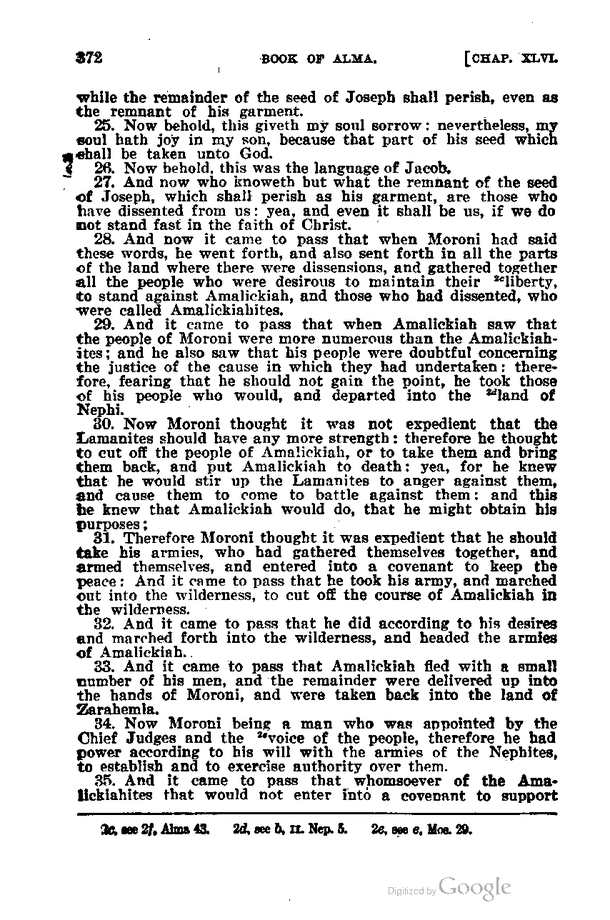 372 BOOK OF ALMA. [CHAP. XLVI.
while the remainder of the seed of Joseph shall perish, even as
the remnant of his garment.
25. Now behold, this giveth my soul sorrow: nevertheless, my
soul hath joy in my son, because that part of his seed which
shall be taken unto God.
26. Now behold, this was the language of Jacob.
27. And now who knoweth but what the remnant of the seed
of Joseph, which shall perish as his garment, are those who
have dissented from us: yea, and even it shall be us, if we do
not stand fast in the faith of Christ.
28. And now it came to pass that when Moroni had said
these words, he went forth, and also sent forth in all the parts
of the land where there were dissensions, and gathered together
all the people who were desirous to maintain their 2cliberty,
to stand against Amalickiah, and those who had dissented, who
were called Amalickiahites.
29. And it came to pass that when Amalickiah saw that
the people of Moroni were more numerous than the Amalickiah-
ites; and he also saw that his people were doubtful concerning
the justice of the cause in which they had undertaken: there-
fore, fearing that he should not gain the point, he took those
of his people who would, and departed into the 2dland of
Nephi.
30. Now Moroni thought it was not expedient that the
Lamanites should have any more strength: therefore he thought
to cut off the people of Amalickiah, or to take them and bring
them back, and put Amalickiah to death: yea, for he knew
that he would stir up the Lamanites to anger against them,
and cause them to come to battle against them: and this
he knew that Amalickiah would do, that he might obtain his
purposes;
31. Therefore Moroni thought it was expedient that he should
take his armies, who had gathered themselves together, and
armed themselves, and entered into a covenant to keep the
peace: And it came to pass that he took his army, and marched
out into the wilderness, to cut off the course of Amalickiah in
the wilderness.
32. And it came to pass that he did according to his desires
and marched forth into the wilderness, and headed the armies
of Amalickiah.
33. And it came to pass that Amalickiah fled with a small
number of his men, and the remainder were delivered up into
the hands of Moroni, and were taken back into the land of
Zarahemla.
34. Now Moroni being a man who was appointed by the
Chief Judges and the 2evoice of the people, therefore he had
power according to his will with the armies of the Nephites,
to establish and to exercise authority over them.
35. And it came to pass that whomsoever of the Ama-
lickiahites that would not enter into a covenant to support
2c, see 2f, Alma 43. 2d, see b, II. Nep. 5. 2e, see e, Mos. 29.
Digitized by Google